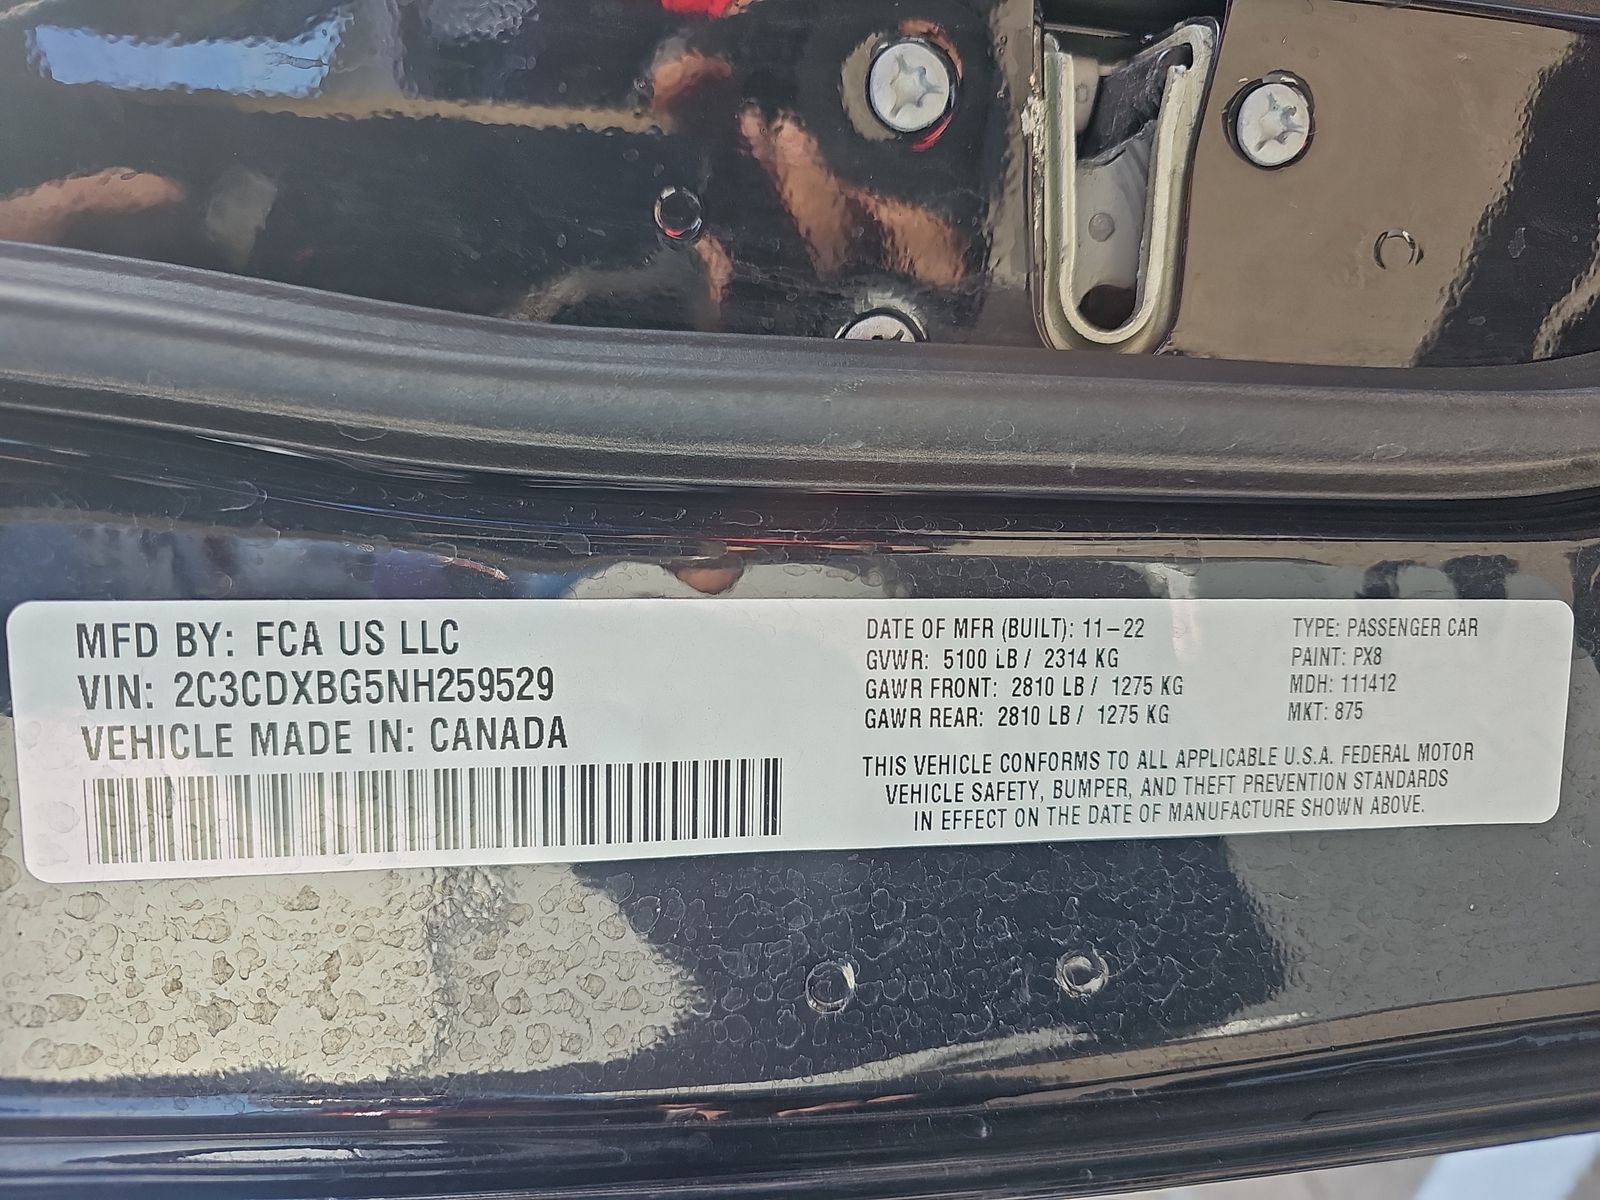 MFD BY: FCA US LLC
VIN: 2C3CDXBG5NH259529
VEHICLE MADE IN: CANADA
DATE OF MFR (BUILT): 11-22
GVWR: 5100 LB / 2314 KG
GAWR FRONT: 2810 LB / 1275 KG
GAWR REAR: 2810 LB / 1275 KG
TYPE: PASSENGER CAR
PAINT: PX8
MDH: 111412
MKT: 875
THIS VEHICLE CONFORMS TO ALL APPLICABLE U.S.A. FEDERAL MOTOR
VEHICLE SAFETY, BUMPER, AND THEFT PREVENTION STANDARDS
IN EFFECT ON THE DATE OF MANUFACTURE SHOWN ABOVE.